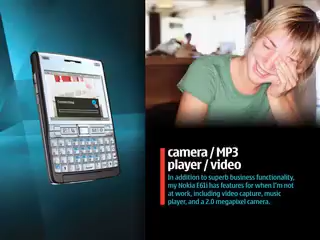 camera / MP3
player / video
In addition to superb business functionality,
my Nokia E61i has features for when I'm not
at work, including video capture, music
player, and a 2.0 megapixel camera.